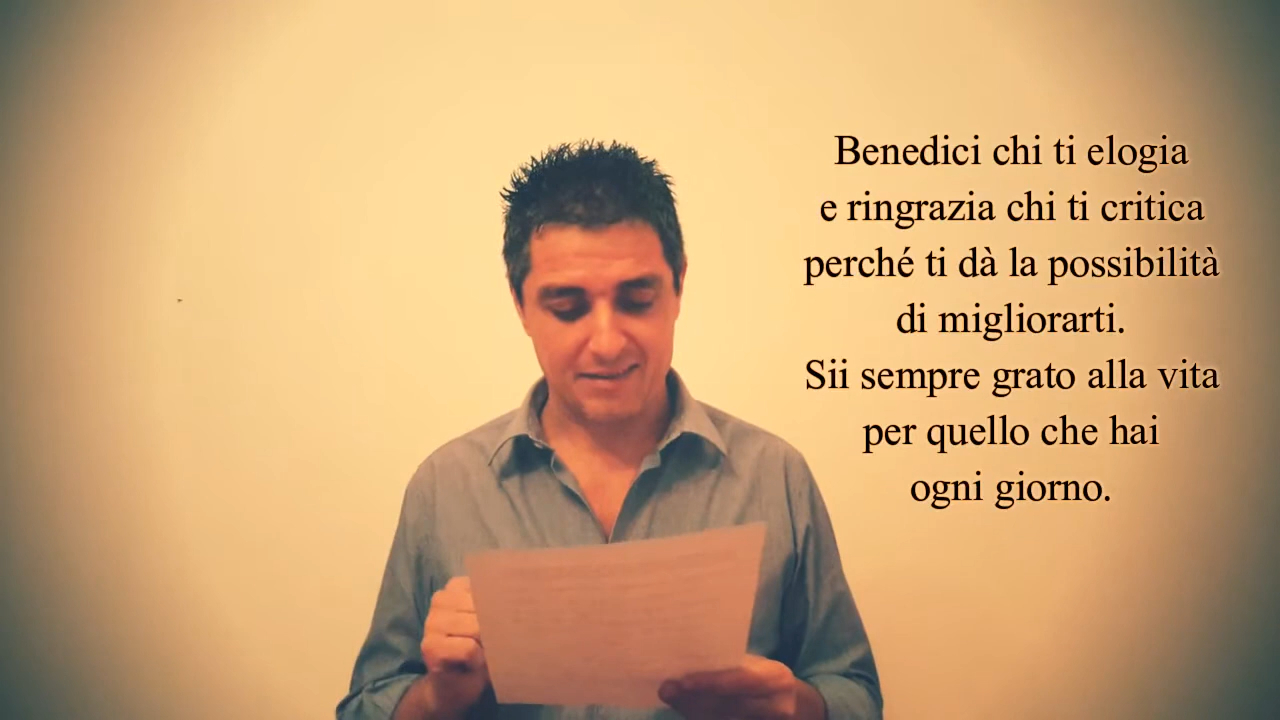 Benedici chi ti elogia
e ringrazia chi ti critica
perché ti dà la possibilità
di migliorarti.
Sii sempre grato alla vita
per quello che hai
ogni giorno.